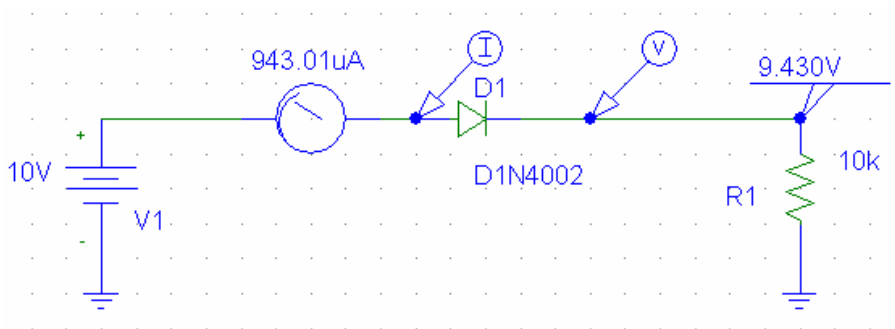 943.01uA
I
V
9.430V
D1
+
10V
V1
-
D1N4002
R1
10k